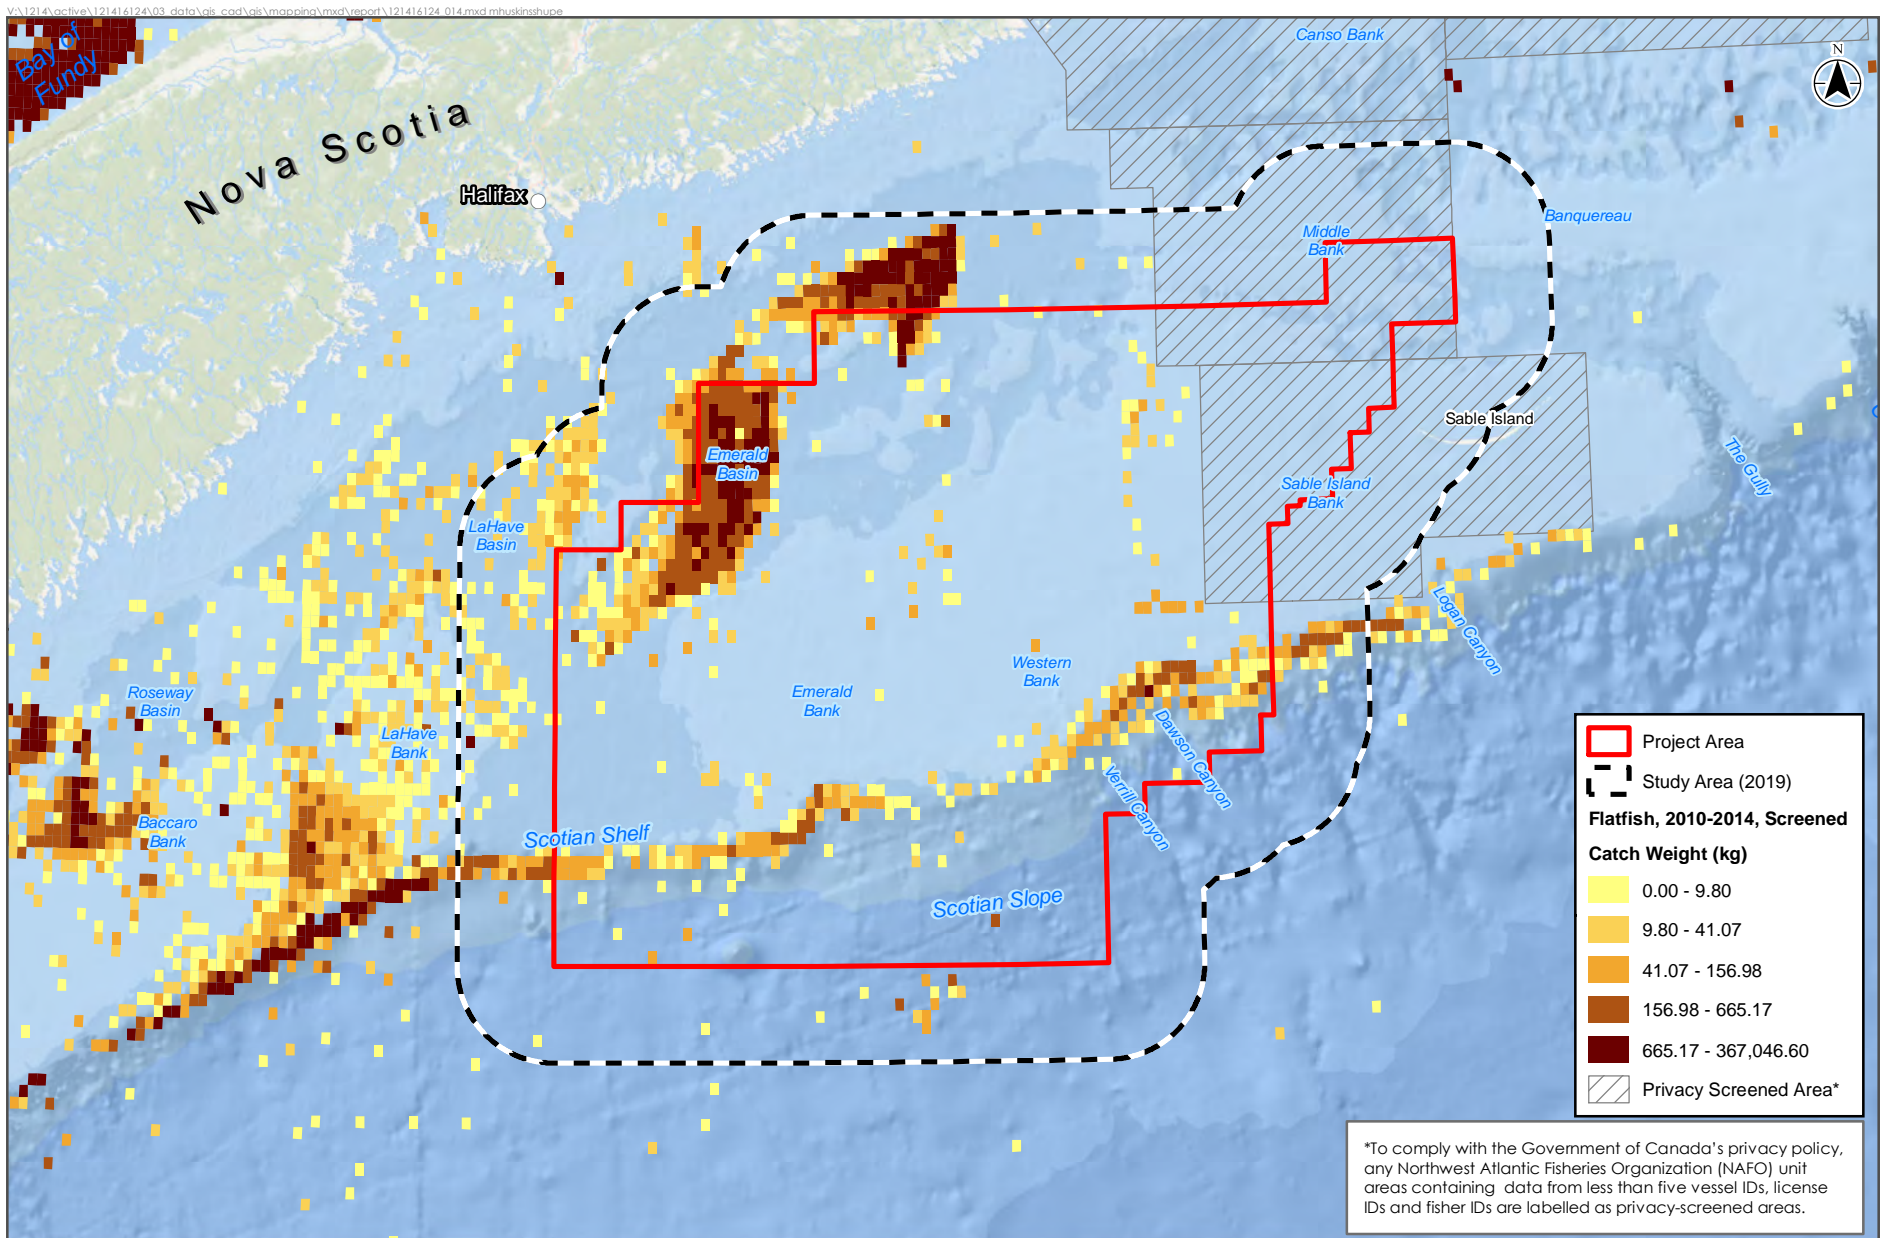 V:\1214\active\121416124\03_data\gis_cad\gis\mapping\mxd\report\121416124_014.mxd mhuskinsshupe
Bay of
Fundy
Nova Scotia
Halifax
Canso Bank
N
Middle
Bank
Banquereau
Sable Island
The Gully
Sable Island
Bank
Emerald
Basin
LaHave
Basin
Logan Canyon
Western
Bank
Emerald
Bank
Roseway
Basin
LaHave
Bank
Dawson Canyon
Verrill Canyon
Baccaro
Bank
Scotian Shelf
Scotian Slope
Project Area
Study Area (2019)
Flatfish, 2010-2014, Screened
Catch Weight (kg)
0.00 - 9.80
9.80 - 41.07
41.07 - 156.98
156.98 - 665.17
665.17 - 367,046.60
Privacy Screened Area*
*To comply with the Government of Canada's privacy policy,
any Northwest Atlantic Fisheries Organization (NAFO) unit
areas containing data from less than five vessel IDs, license
IDs and fisher IDs are labelled as privacy-screened areas.